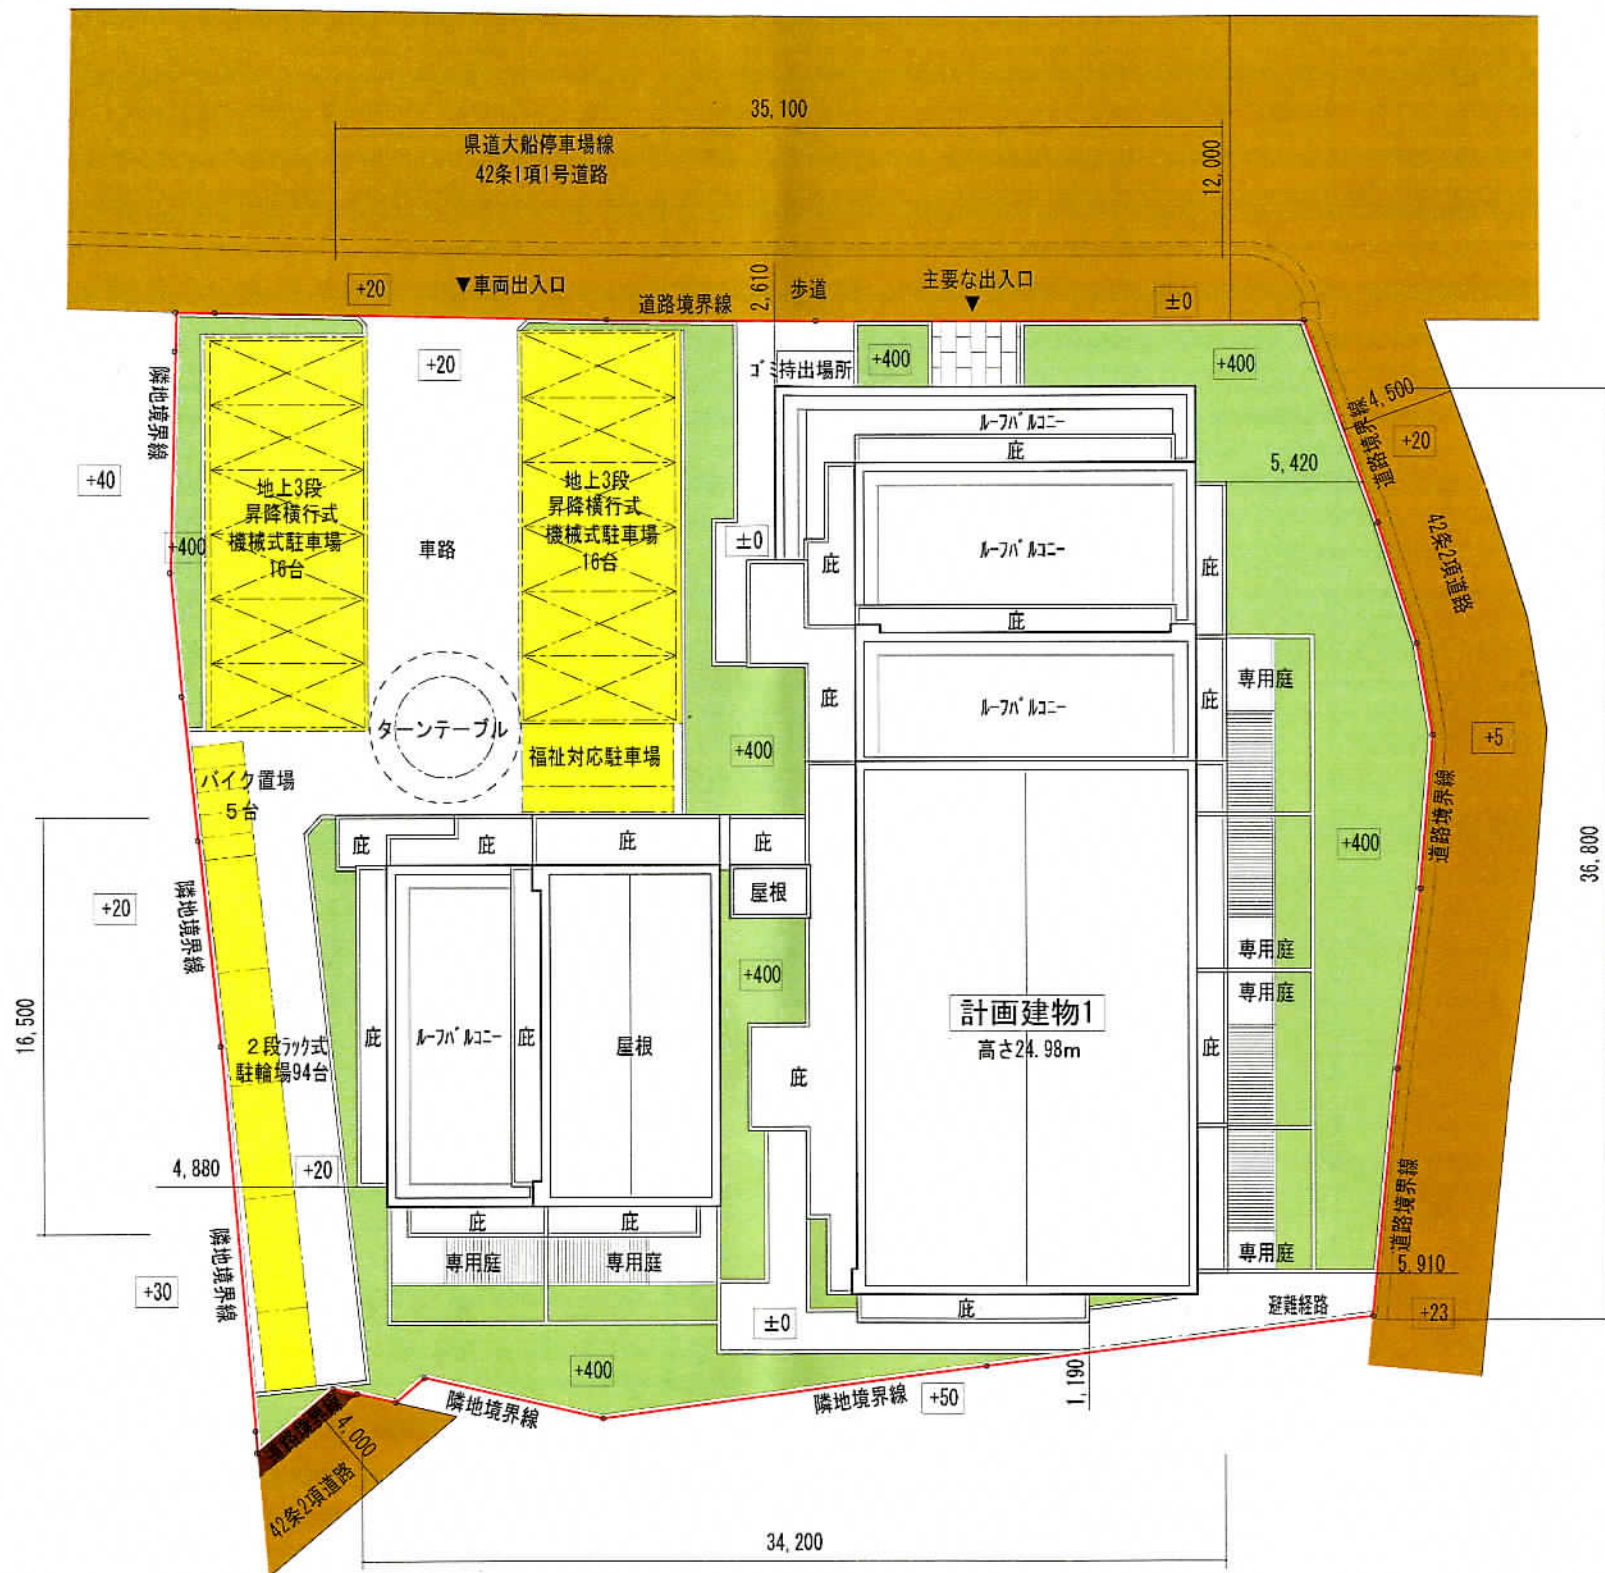 35,100
県道大船停車場線
42条1項1号道路
12,000
+20
▼車両出入口
道路境界線
2,610
歩道
主要な出入口
▼
±0
隣地境界線
+20
ゴミ持出場所
+400
+400
道路境界線
4,500
+20
+40
地上3段
昇降横行式
機械式駐車場
16台
地上3段
昇降横行式
機械式駐車場
16台
ルーフバルコニー
庇
5,420
+400
車路
±0
庇
ルーフバルコニー
庇
42条2項道路
庇
ターンテーブル
庇
ルーフバルコニー
庇
専用庭
福祉対応駐車場
+400
+5
バイク置場
5台
道路境界線
庇
庇
庇
庇
+400
36,800
屋根
+20
隣地境界線
+400
専用庭
専用庭
16,500
2段ラック式
駐輪場94台
庇
ルーフバルコニー
庇
屋根
庇
計画建物1
高さ24.98m
庇
4,880
+20
道路境界線
庇
庇
隣地境界線
専用庭
専用庭
専用庭
5,910
+30
±0
庇
避難経路
+23
+400
1,190
隣地境界線
隣地境界線
+50
道路境界線
4,000
42条2項道路
34,200